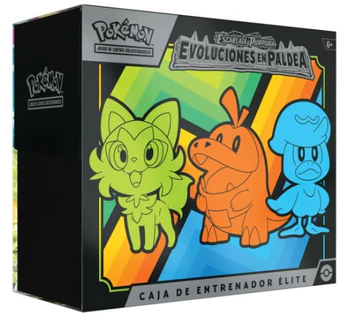 POKÉMON
JUEGO DE CARTAS COLECCIONABLES
ESCARLATA Y PÚRPURA
EVOLUCIONES EN PALDEA
6+
POKÉMON
CAJA DE ENTRENADOR ÉLITE